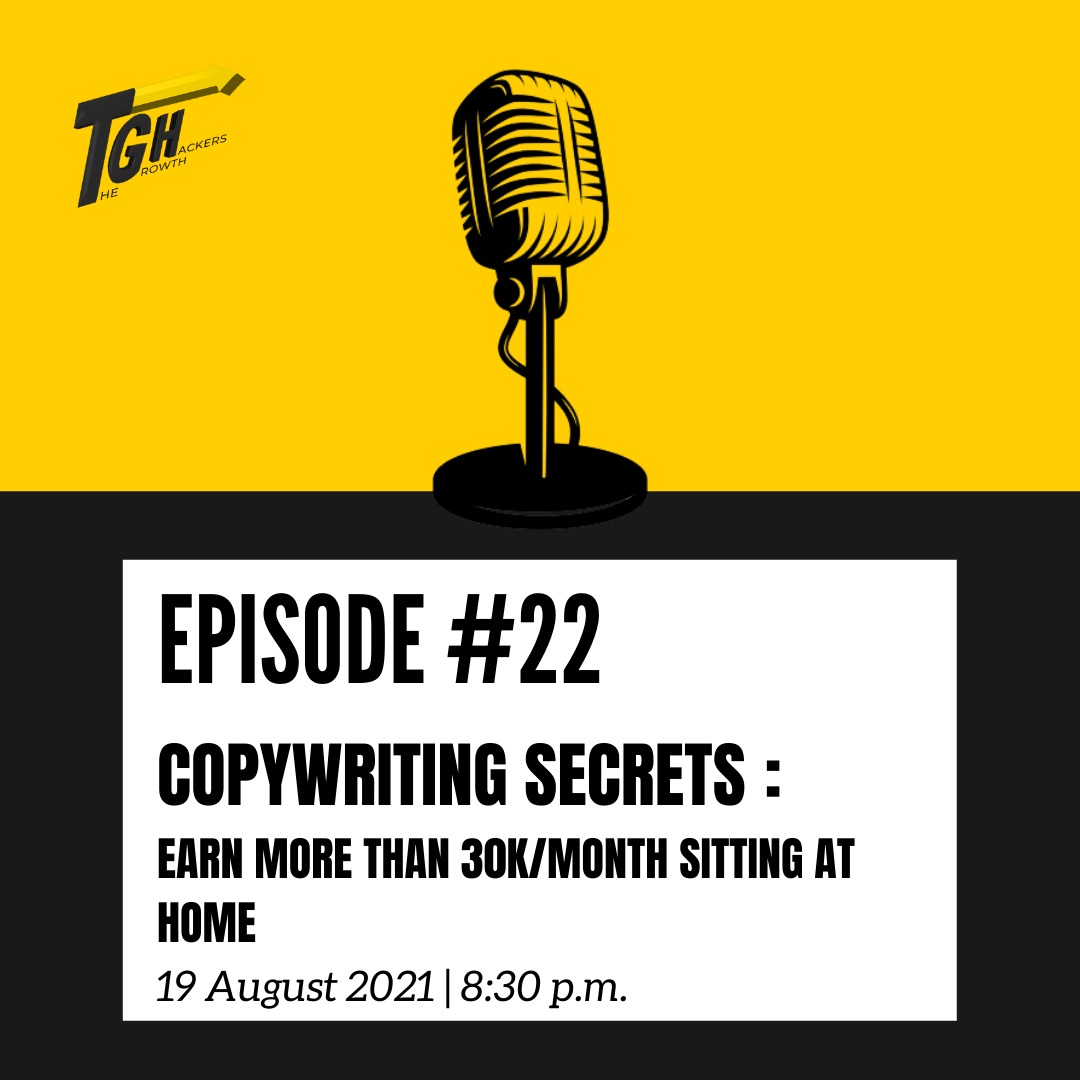 TGH
THE GROWTH HACKERS
EPISODE #22
COPYWRITING SECRETS :
EARN MORE THAN 30K/MONTH SITTING AT
HOME
19 August 2021 | 8:30 p.m.